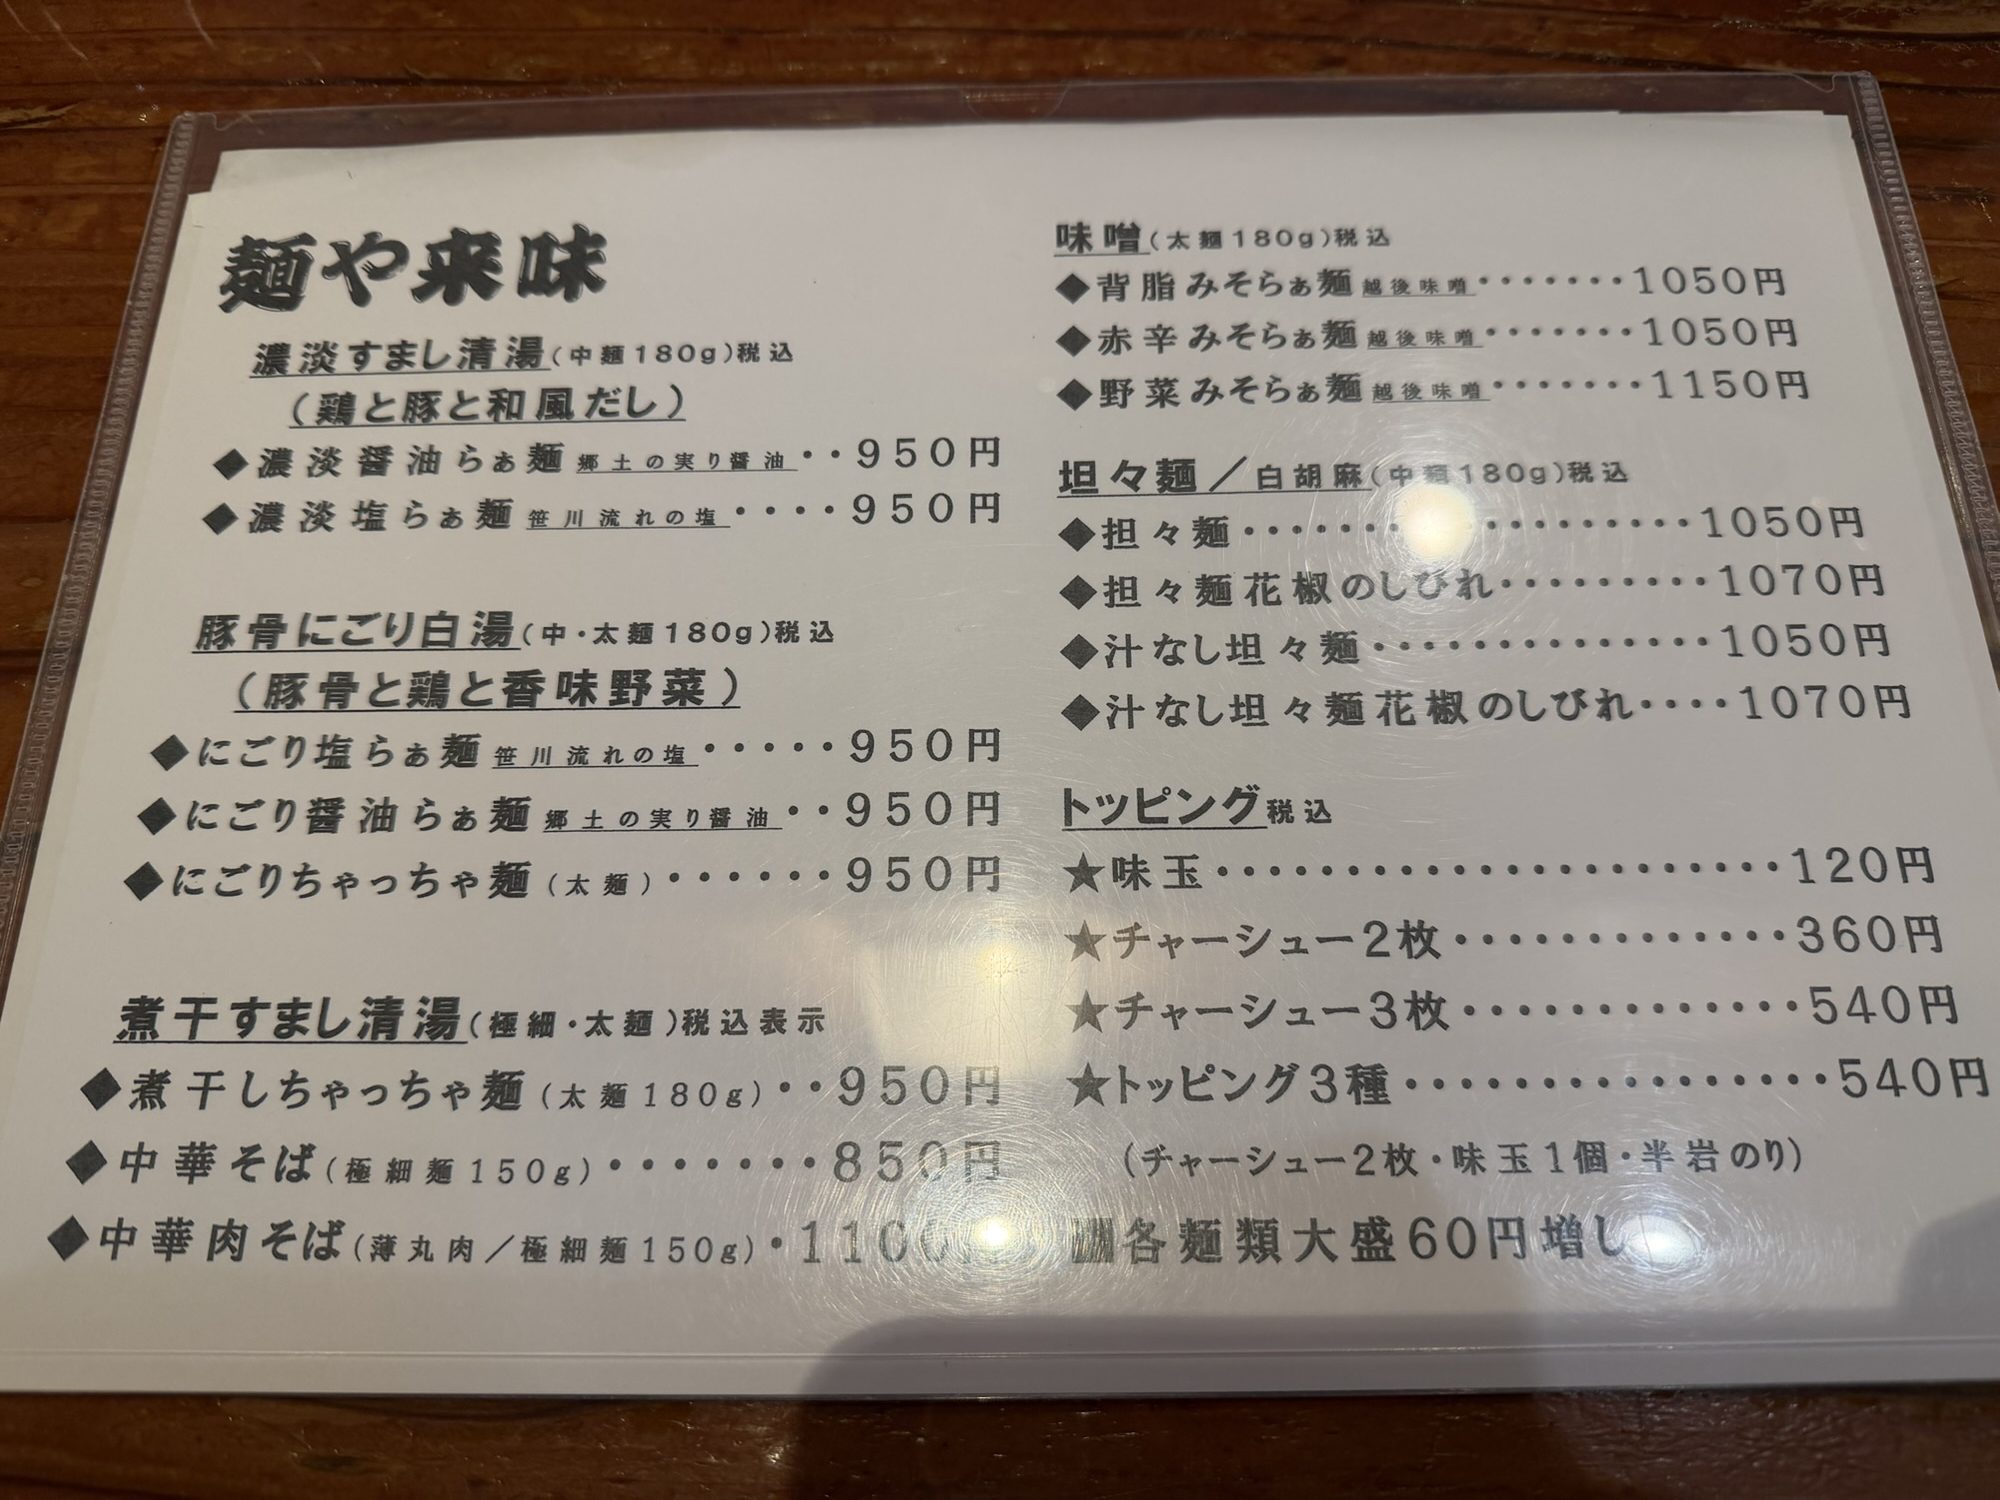 麺や来味
濃淡すまし清湯(中麺180g)税込
(鶏と豚と和風だし)
◆濃淡醤油らぁ麺 郷土の実り醤油・・950円
◆濃淡塩らぁ麺 笹川流れの塩・・・・950円
豚骨にごり白湯(中・太麺180g)税込
(豚骨と鶏と香味野菜)
◆にごり塩らぁ麺 笹川流れの塩・・・・・950円
◆にごり醤油らぁ麺 郷土の実り醤油・・950円
◆にごりちゃっちゃ麺(太麺)・・・・・・950円
煮干すまし清湯(極細・太麺)税込表示
◆煮干しちゃっちゃ麺(太麺180g)・・950円
◆中華そば(極細麺150g)・・・・・・・850円
◆中華肉そば(薄丸肉/極細麺150g)・1100円
味噌(太麺180g)税込
◆背脂みそらぁ麺 越後味噌・・・・・・・1050円
◆赤辛みそらぁ麺 越後味噌・・・・・・・1050円
◆野菜みそらぁ麺 越後味噌・・・・・・・1150円
坦々麺/白胡麻(中麺180g)税込
◆担々麺・・・・・・・・・・・・・・・・・・1050円
◆担々麺花椒のしびれ・・・・・・・・・1070円
◆汁なし坦々麺・・・・・・・・・・・・・・1050円
◆汁なし坦々麺花椒のしびれ・・・・1070円
トッピング税込
★味玉・・・・・・・・・・・・・・・・・・・・・・120円
★チャーシュー2枚・・・・・・・・・・・・・360円
★チャーシュー3枚・・・・・・・・・・・・・540円
★トッピング3種・・・・・・・・・・・・・・・・540円
(チャーシュー2枚・味玉1個・半岩のり)
各麺類大盛60円増し